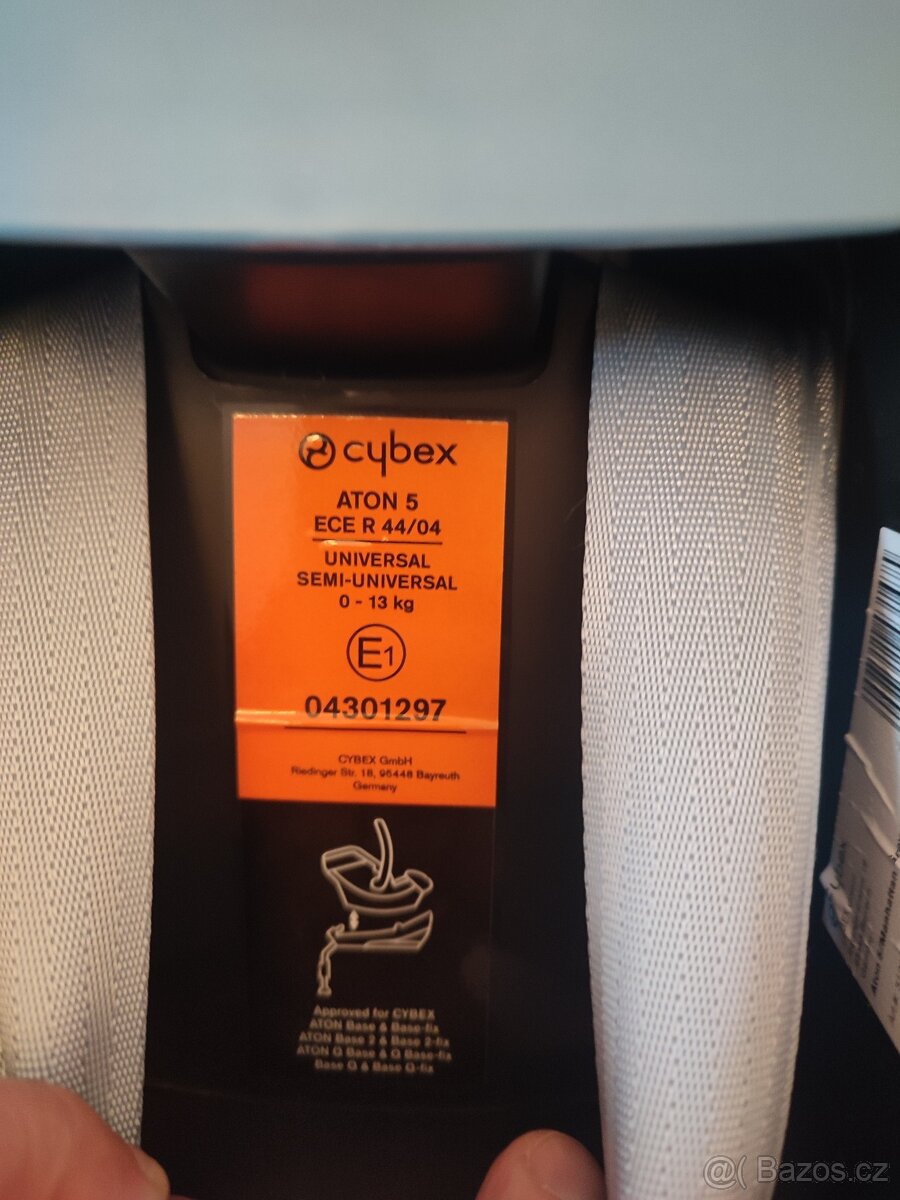 cybex
ATON 5
ECE R 44/04
UNIVERSAL
SEMI-UNIVERSAL
0 - 13 kg
E1
04301297
CYBEX GmbH
Riedinger Str. 18, 95448 Bayreuth
Germany
Approved for CYBEX
ATON Base & Base-fix
ATON Base 2 & Base 2-fix
ATON Q Base & Q Base-fix
Base Q & Base Q-fix
@( Bazos.cz